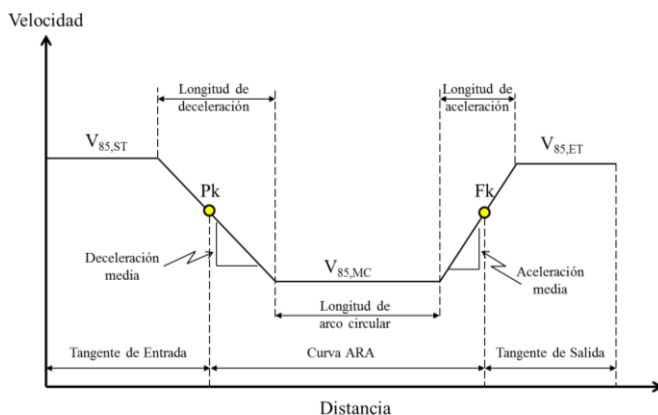 Velocidad
Longitud de
deceleración
Longitud de
aceleración
V85,ST
V85,ET
Pk
Fk
Deceleración
media
V85,MC
Aceleración
media
Longitud de
arco circular
Tangente de Entrada
Curva ARA
Tangente de Salida
Distancia